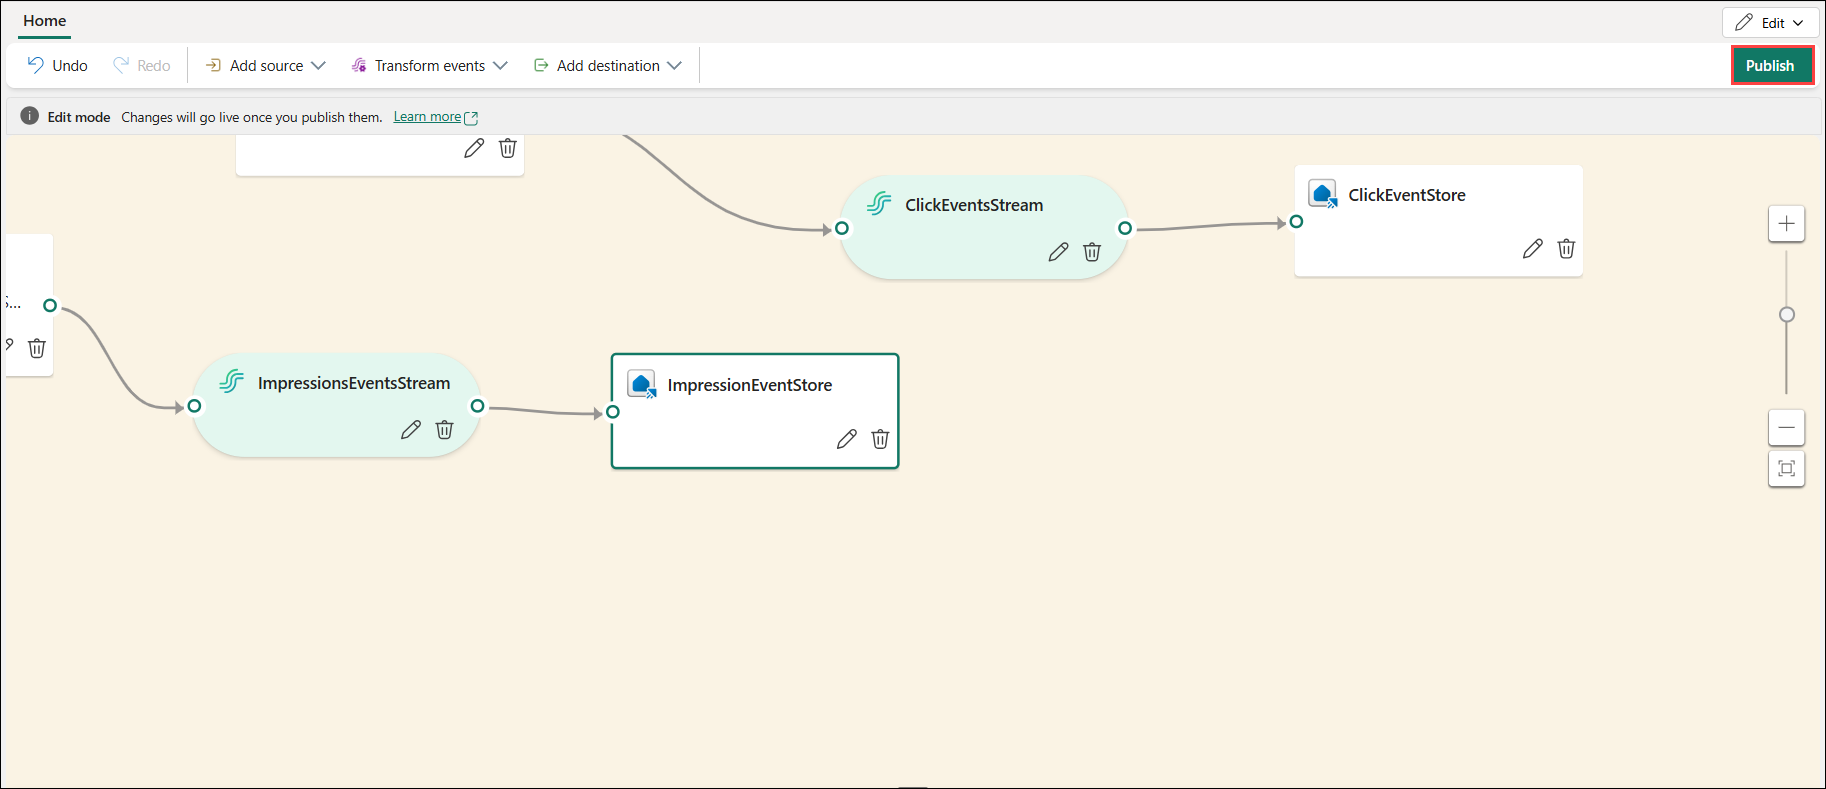 Home
Edit
Undo
Redo
Add source
Transform events
Add destination
Publish
Edit mode Changes will go live once you publish them. Learn more
ClickEventsStream
ClickEventStore
ImpressionsEventsStream
ImpressionEventStore